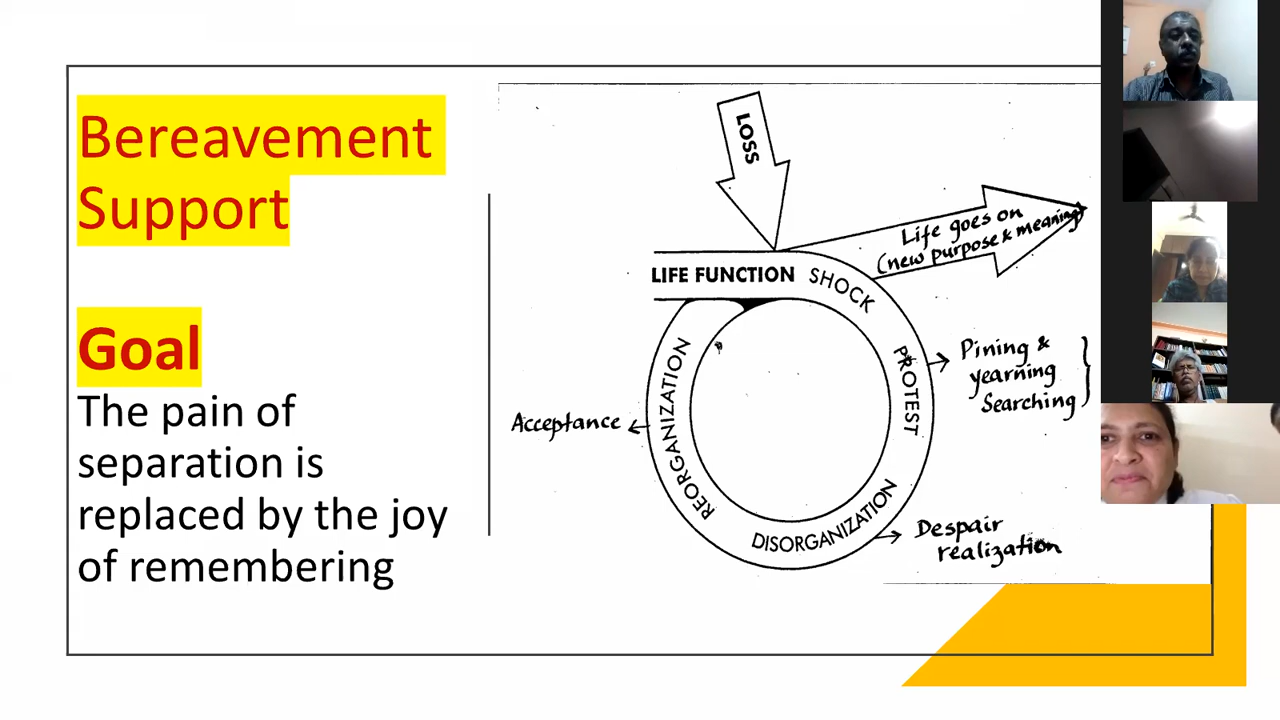 Bereavement
Support
Goal
The pain of
separation is
replaced by the joy
of remembering
LOSS
Life goes on
(new purpose & meaning)
LIFE FUNCTION
SHOCK
PROTEST
Pining &
yearning
Searching
DISORGANIZATION
Despair
realization
REORGANIZATION
Acceptance